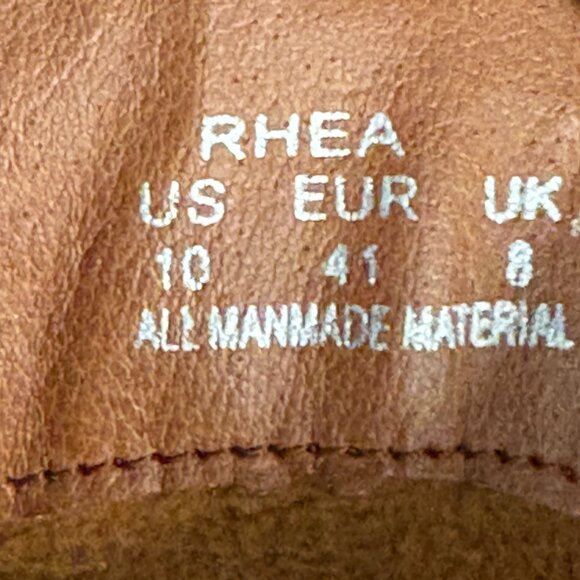 RHEA
US EUR UK
10 41 8
ALL MANMADE MATERIAL